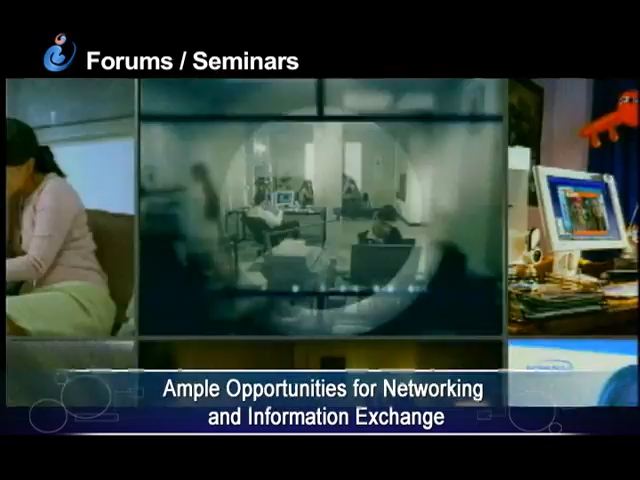 Forums / Seminars
Ample Opportunities for Networking
and Information Exchange